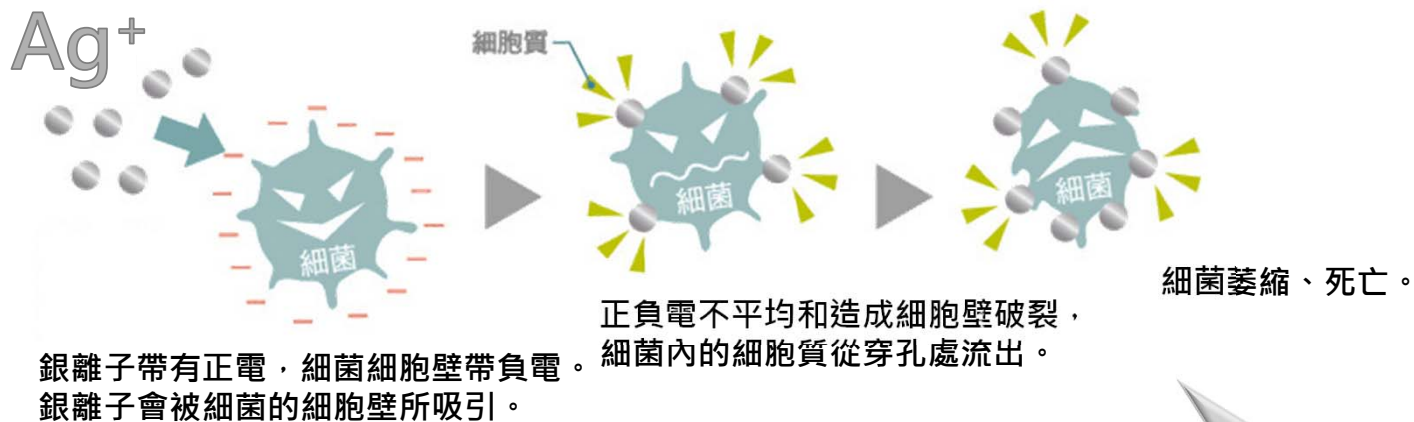 Ag⁺
細胞質
細菌
細菌
細菌
銀離子帶有正電，細菌細胞壁帶負電。
銀離子會被細菌的細胞壁所吸引。
正負電不平均和造成細胞壁破裂，
細菌內的細胞質從穿孔處流出。
細菌萎縮、死亡。